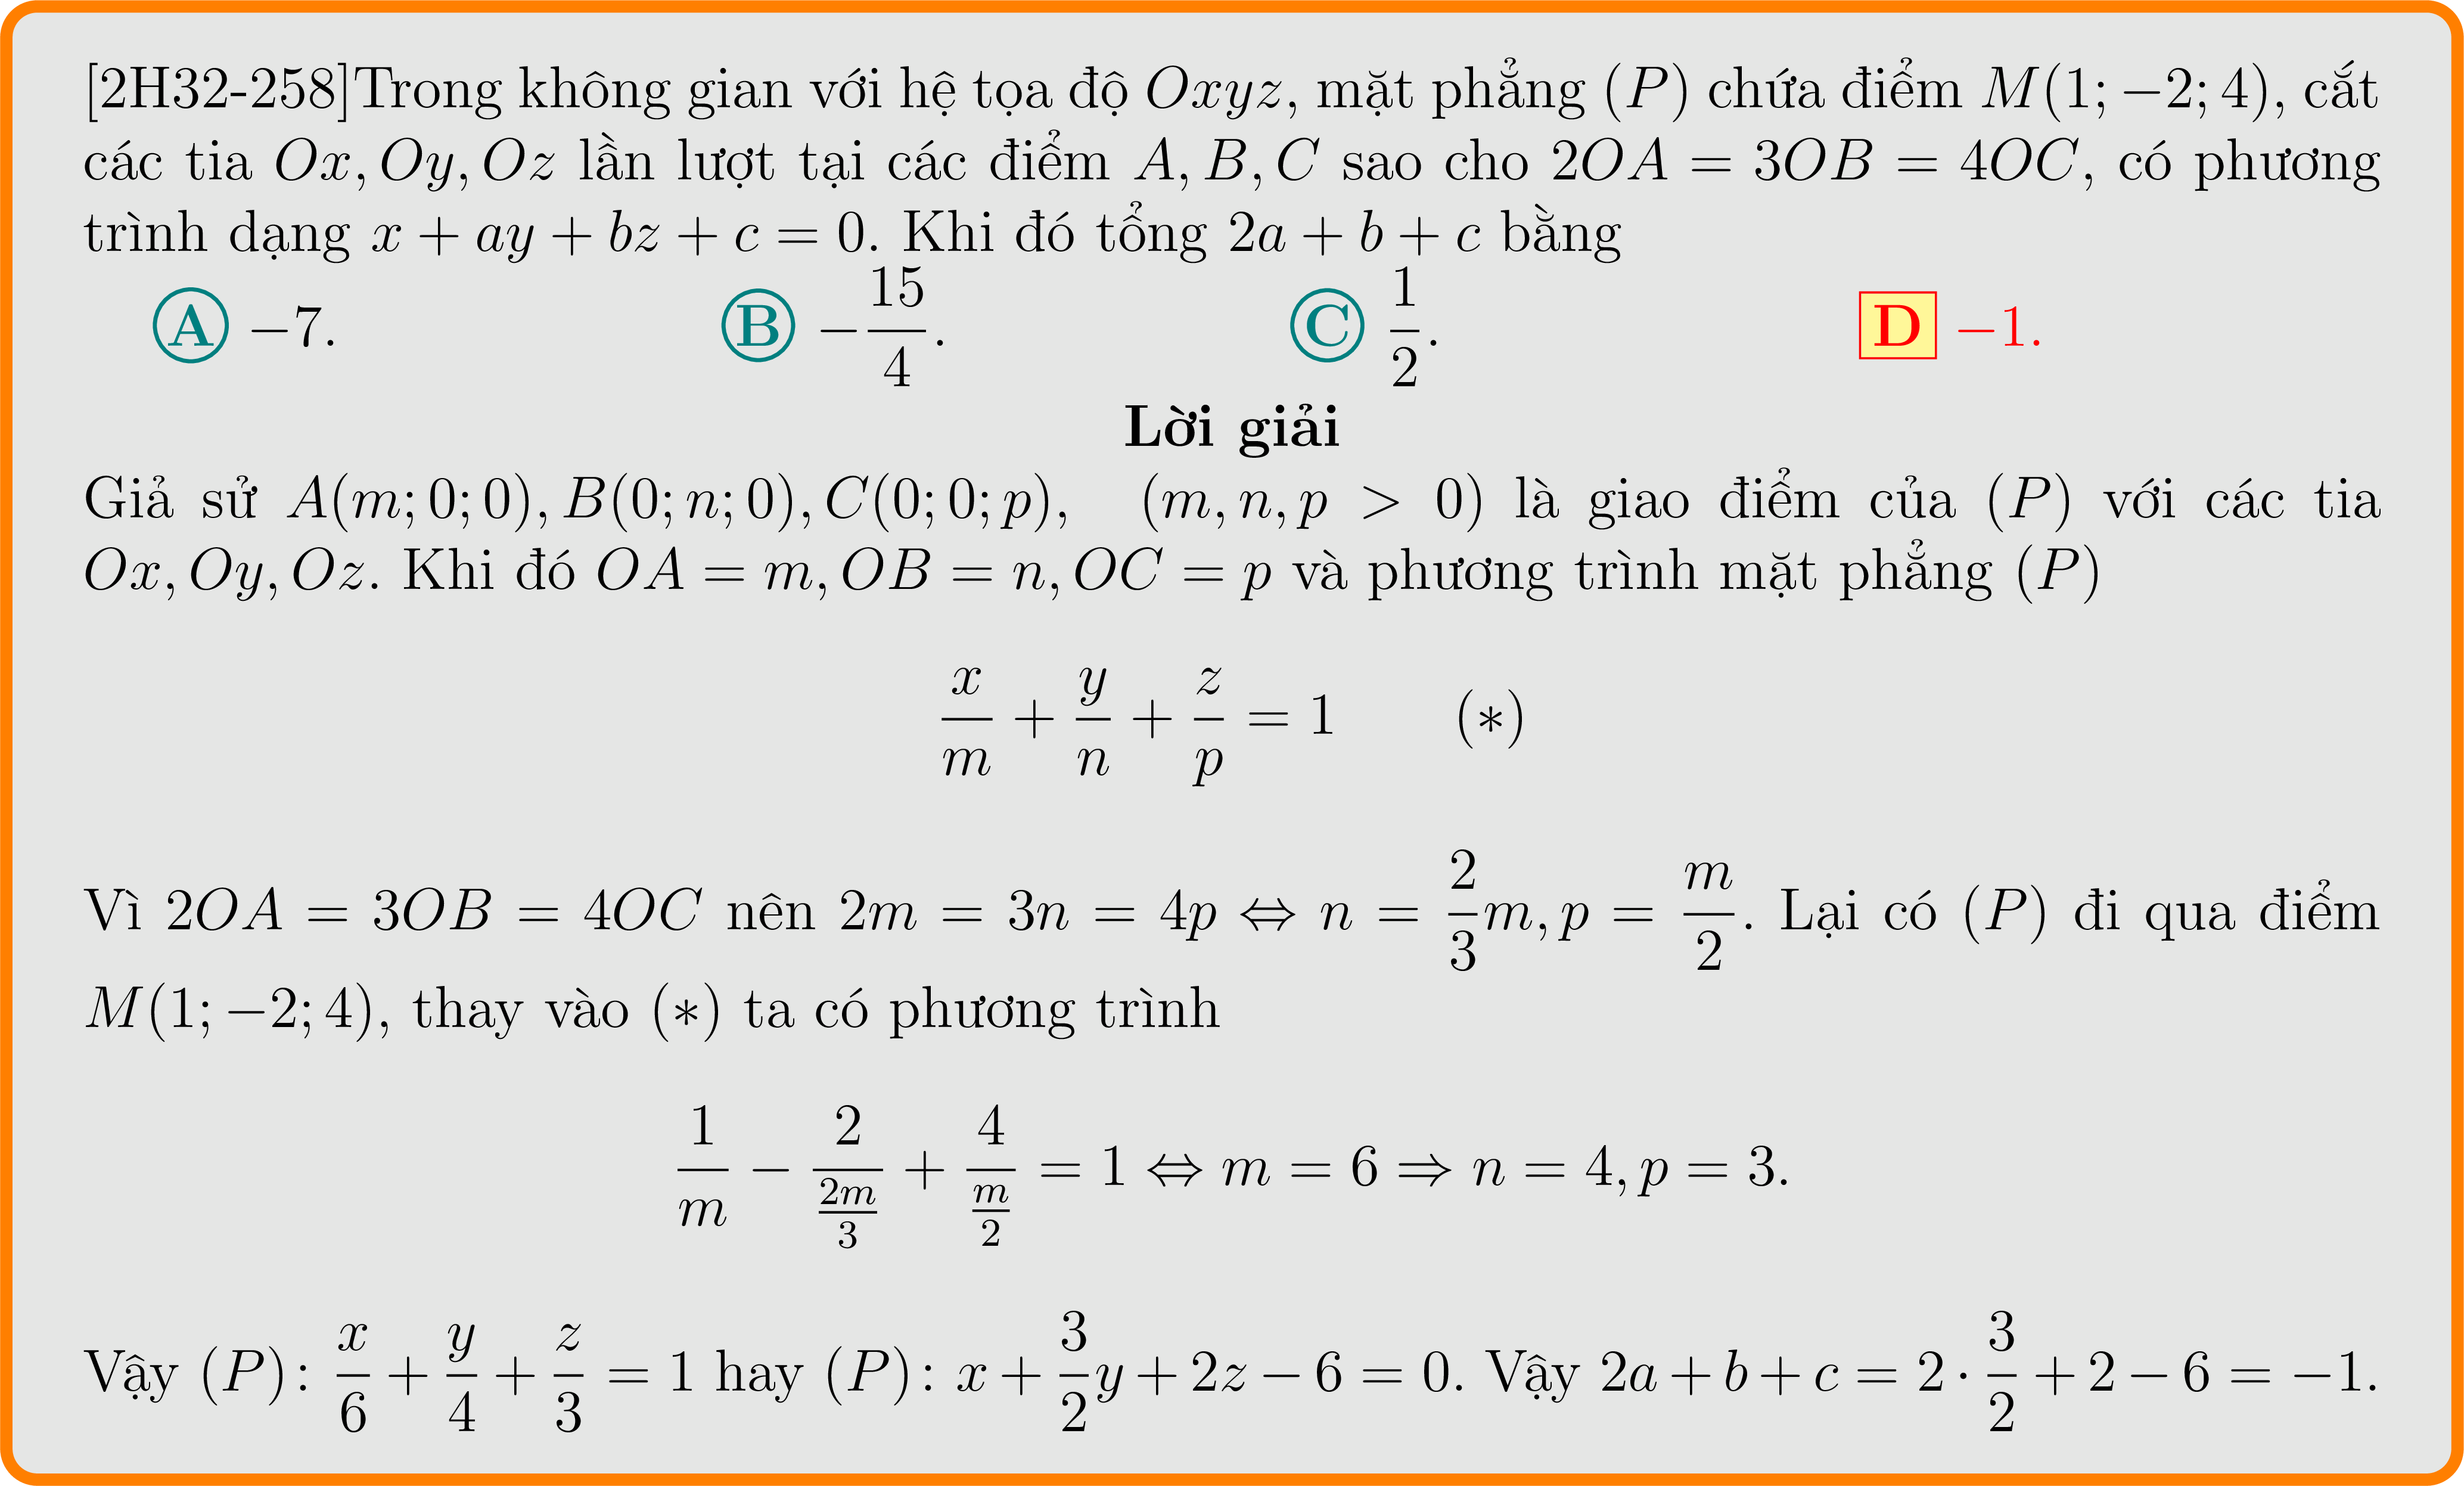 [2H32-258]Trong không gian với hệ tọa độ Oxyz, mặt phẳng (P) chứa điểm M(1; −2; 4), cắt
các tia Ox, Oy, Oz lần lượt tại các điểm A, B, C sao cho 2OA = 3OB = 4OC, có phương
trình dạng x + ay + bz + c = 0. Khi đó tổng 2a + b + c bằng
A −7. B −\frac{15}{4}. C \frac{1}{2}. D −1.
Lời giải
Giả sử A(m; 0; 0), B(0; n; 0), C(0; 0; p), (m, n, p > 0) là giao điểm của (P) với các tia
Ox, Oy, Oz. Khi đó OA = m, OB = n, OC = p và phương trình mặt phẳng (P)
\frac{x}{m} + \frac{y}{n} + \frac{z}{p} = 1 (∗)
Vì 2OA = 3OB = 4OC nên 2m = 3n = 4p ⇔ n = \frac{2}{3}m, p = \frac{m}{2}. Lại có (P) đi qua điểm
M(1; −2; 4), thay vào (∗) ta có phương trình
\frac{1}{m} − \frac{2}{\frac{2m}{3}} + \frac{4}{\frac{m}{2}} = 1 ⇔ m = 6 ⇒ n = 4, p = 3.
Vậy (P): \frac{x}{6} + \frac{y}{4} + \frac{z}{3} = 1 hay (P): x + \frac{3}{2}y + 2z − 6 = 0. Vậy 2a + b + c = 2 · \frac{3}{2} + 2 − 6 = −1.